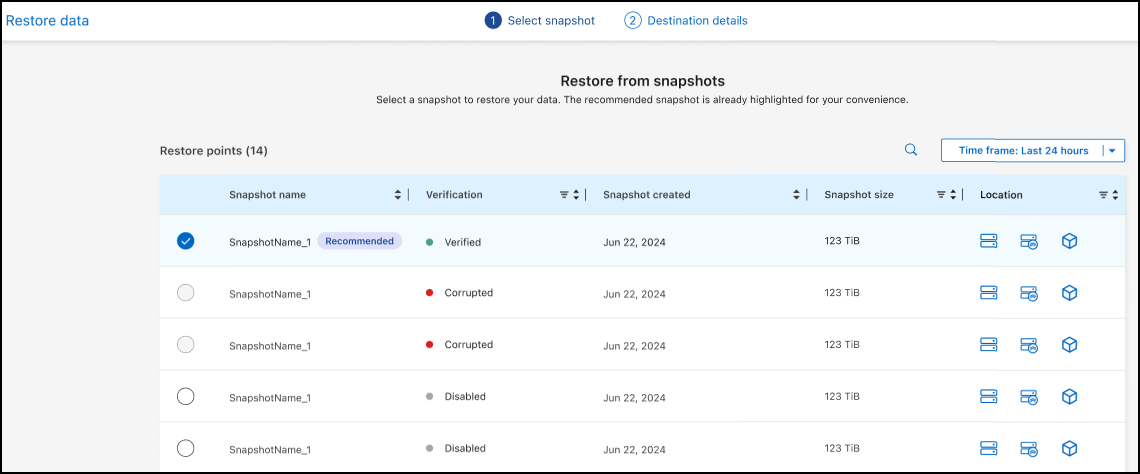 Restore data
1 Select snapshot 2 Destination details
Restore from snapshots
Select a snapshot to restore your data. The recommended snapshot is already highlighted for your convenience.
Restore points (14) Time frame: Last 24 hours
Snapshot name Verification Snapshot created Snapshot size Location
SnapshotName_1 Recommended Verified Jun 22, 2024 123 TiB
SnapshotName_1 Corrupted Jun 22, 2024 123 TiB
SnapshotName_1 Corrupted Jun 22, 2024 123 TiB
SnapshotName_1 Disabled Jun 22, 2024 123 TiB
SnapshotName_1 Disabled Jun 22, 2024 123 TiB